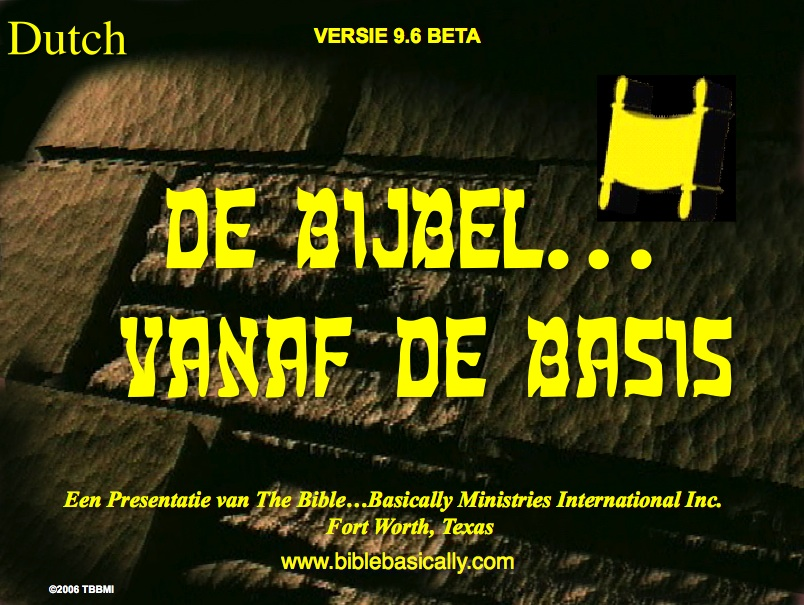 Dutch
VERSIE 9.6 BETA
DE BIJBEL...
VANAF DE BASIS
Een Presentatie van The Bible…Basically Ministries International Inc.
Fort Worth, Texas
www.biblebasically.com
©2006 TBBMI